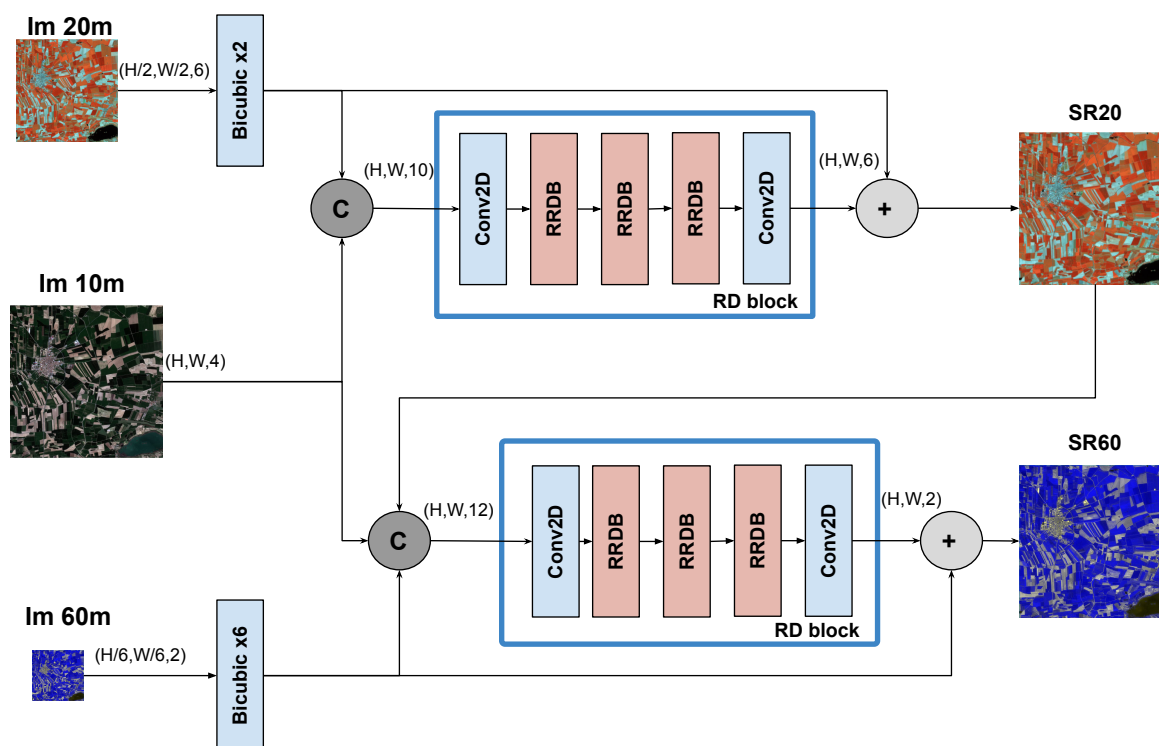 Im 20m
(H/2,W/2,6)
Bicubic x2
C
(H,W,10)
Conv2D
RRDB
RRDB
RRDB
Conv2D
RD block
(H,W,6)
+
SR20
Im 10m
(H,W,4)
Im 60m
(H/6,W/6,2)
Bicubic x6
C
(H,W,12)
Conv2D
RRDB
RRDB
RRDB
Conv2D
RD block
(H,W,2)
+
SR60